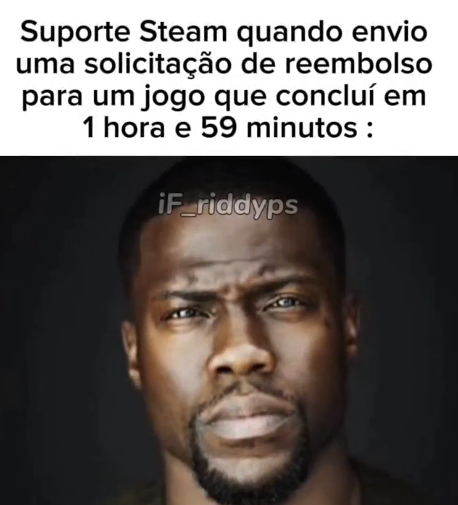 Suporte Steam quando envio
uma solicitação de reembolso
para um jogo que concluí em
1 hora e 59 minutos :
iF_riddyps